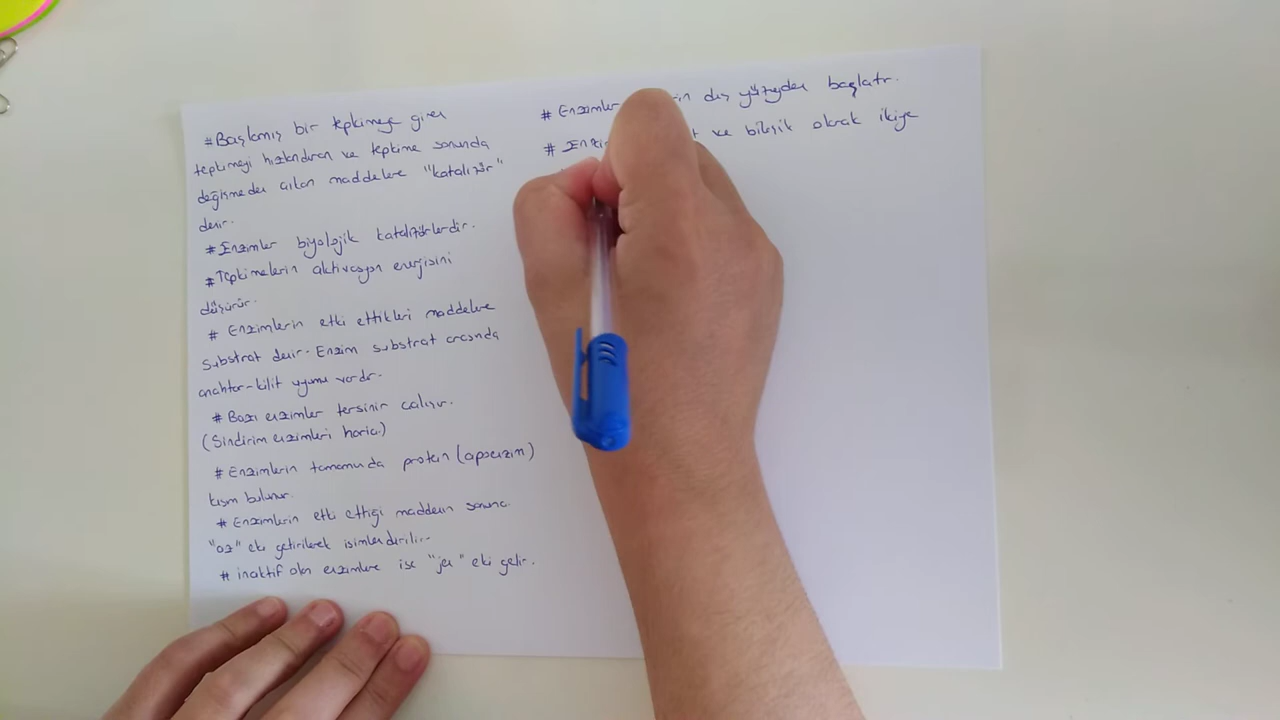 #Başlamış bir tepkimeye giren
tepkimeyi hızlandıran ve tepkime sonunda
değişmeden çıkan maddelere "katalizör"
denir.
#Enzimler biyolojik katalizörlerdir.
#Tepkimelerin aktivasyon enerjisini
düşürür.
# Enzimlerin etki ettikleri maddelere
substrat denir. Enzim substrat arasında
anahtar-kilit uyumu vardır.
# Bazı enzimler tersinir çalışır.
(Sindirim enzimleri hariç)
# Enzimlerin tamamında protein (apoenzim)
kısım bulunur.
# Enzimlerin etki ettiği maddenin sonuna
"az" eki getirilerek isimlendirilir.
# inaktif olan enzimlere ise "jen" eki gelir.
# Enzimler dış yüzeyden başlatır.
# ve bileşik olarak ikiye